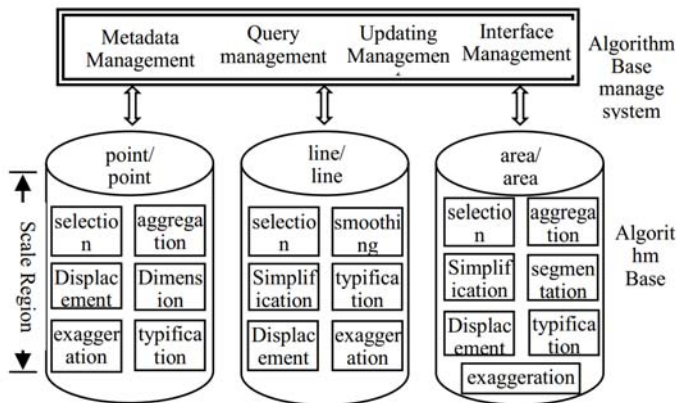 Metadata Management
Query management
Updating Managemen
Interface Management
Algorithm
Base
manage
system
point/
point
line/
line
area/
area
Scale Region
selectio
n
aggrega
tion
Displac
ement
Dimens
ion
exagger
ation
typifica
tion
selectio
n
smoothi
ng
Simplif
ication
typifica
tion
Displac
ement
exagger
ation
selectio
n
aggrega
tion
Simplif
ication
segmen
tation
Displac
ement
typifica
tion
exaggeration
Algorit
hm
Base